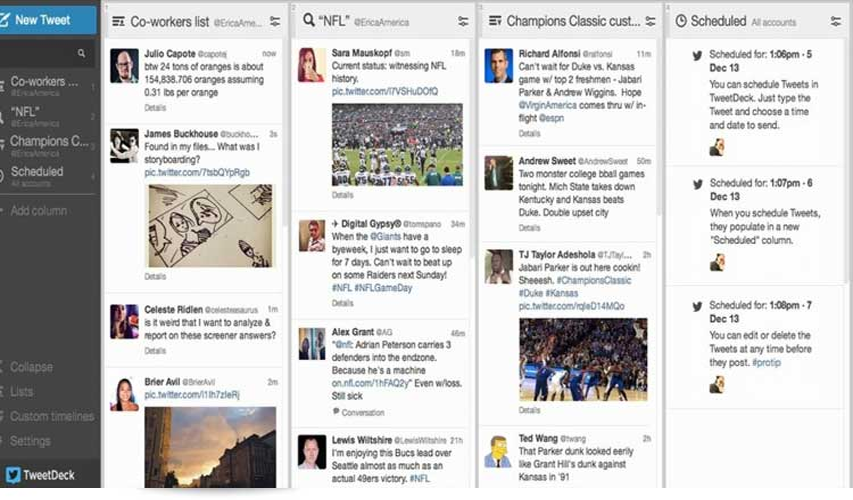 New Tweet
Co-workers ...
@EricaAmerica
1
"NFL"
@EricaAmerica
2
Champions C...
@EricaAmerica
3
Scheduled
All accounts
4
+ Add column
Collapse
Lists
Custom timelines
Settings
TweetDeck
1
Co-workers list @EricaAme...
Julio Capote @capotej now
btw 24 tons of oranges is about
154,838.706 oranges assuming
0.31 lbs per orange
Details
James Buckhouse @buckho... 2s
Found in my files... What was I
storyboarding?
pic.twitter.com/7tsbQYpRgb
Details
Celeste Ridlen @celesteasaurus 1m
is it weird that I want to analyze &
report on these screener answers?
Details
Brier Avil @BrierAvil 2m
2
"NFL" @EricaAmerica
Sara Mauskopf @sm 18m
Current status: witnessing NFL
history.
Details
✈ Digital Gypsy® @tomspano 34m
When the @Giants have a
byeweek, I just want to go to sleep
for 7 days. Can't wait to beat up
on some Raiders next Sunday!
#NFL #NFLGameDay
Details
Alex Grant @AG 46m
"@nfl: Adrian Peterson carries 3
defenders into the endzone.
Because he's a machine
on.nfl.com/1hFAQ2y" Even w/loss.
Still sick
Conversation
Lewis Wiltshire @LewisWiltshire 21h
I'm enjoying this Bucs lead over
Seattle almost as much as an
actual 49ers victory. #NFL
3
Champions Classic cust...
Richard Alfonsi @ralfonsi 11m
Can't wait for Duke vs. Kansas
game w/ top 2 freshmen - Jabari
Parker & Andrew Wiggins. Hope
@VirginAmerica comes thru w/ in-
flight @espn
Details
Andrew Sweet @AndrewSweet 50m
Two monster college bball games
tonight. Mich State takes down
Kentucky and Kansas beats
Duke. Double upset city
Details
TJ Taylor Adeshola @TJTayl... 2h
Jabari Parker is out here cookin!
Sheeesh. #ChampionsClassic
#Duke #Kansas
pic.twitter.com/rqleD14MQo
Details
Ted Wang @twang 2h
That Parker dunk looked eerily
like Grant Hill's dunk against
Kansas in '91
4
Scheduled All accounts
Scheduled for: 1:06pm · 5
Dec 13
You can schedule Tweets in
TweetDeck. Just type the
Tweet and choose a time
and date to send.
Scheduled for: 1:07pm · 6
Dec 13
When you schedule Tweets,
they populate in a new
"Scheduled" column.
Scheduled for: 1:08pm · 7
Dec 13
You can edit or delete the
Tweets at any time before
they post. #protip